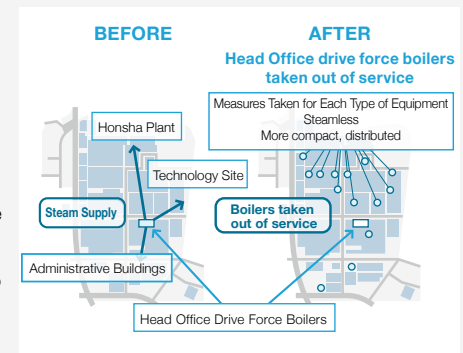 BEFORE
AFTER
Head Office drive force boilers
taken out of service
Measures Taken for Each Type of Equipment
Steamless
More compact, distributed
Honsha Plant
Technology Site
Steam Supply
Boilers taken
out of service
Administrative Buildings
Head Office Drive Force Boilers